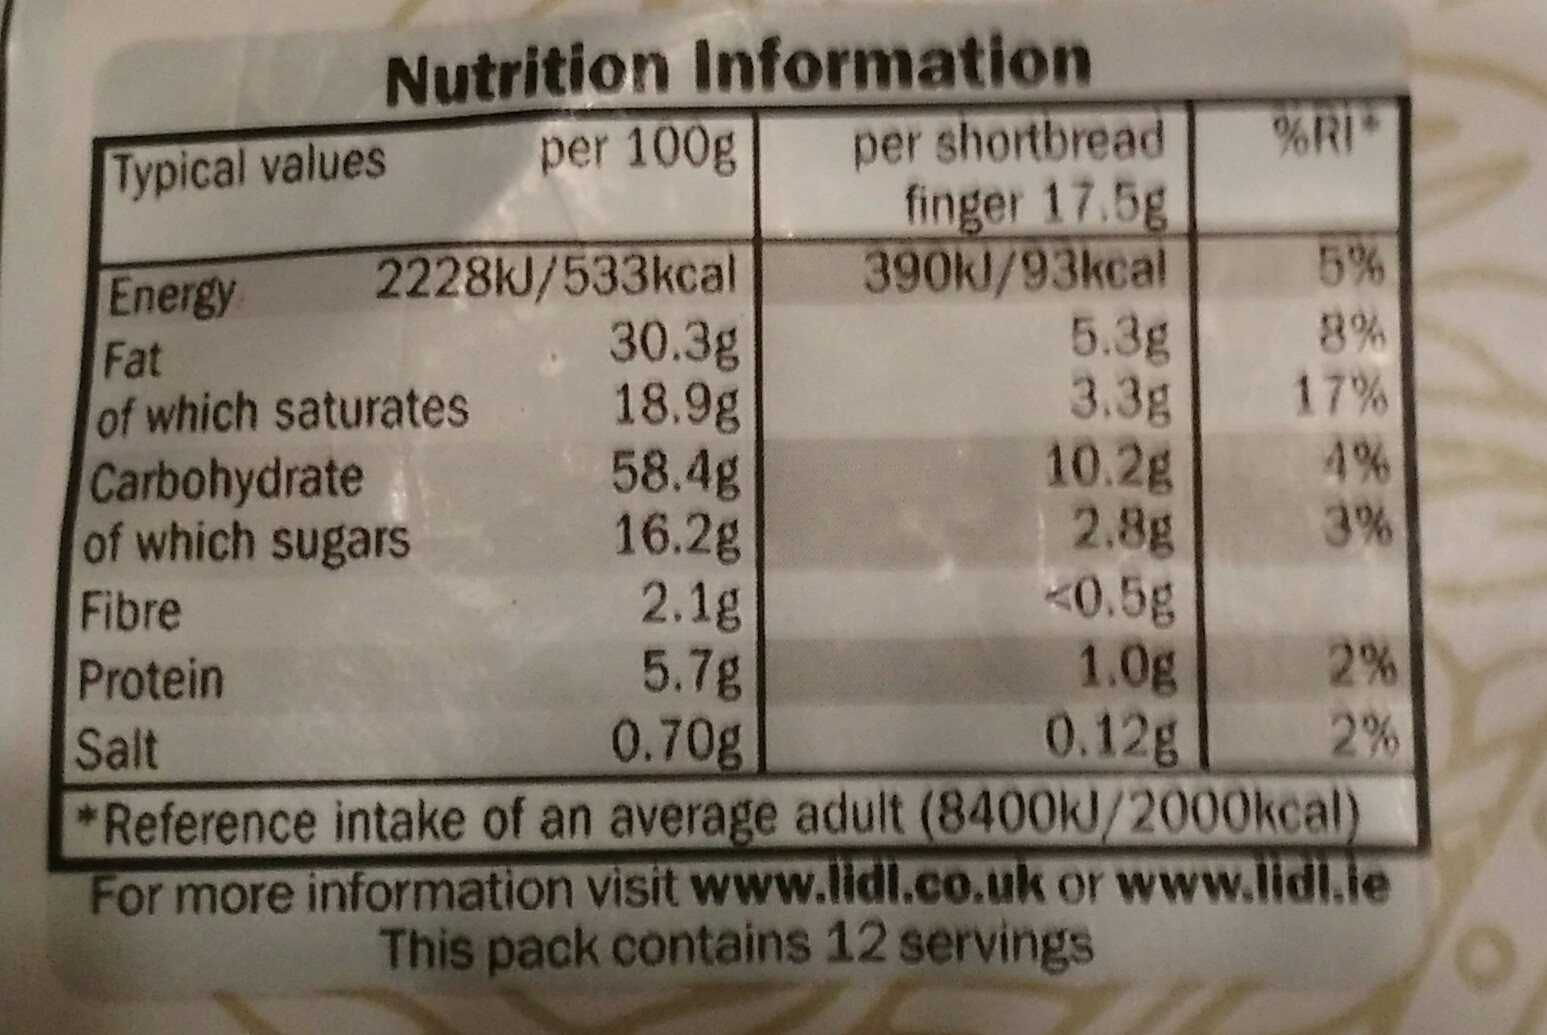 Nutrition Information
Typical values per 100g per shortbread finger 17.5g %RI*
Energy 2228kJ/533kcal 390kJ/93kcal 5%
Fat 30.3g 5.3g 8%
of which saturates 18.9g 3.3g 17%
Carbohydrate 58.4g 10.2g 4%
of which sugars 16.2g 2.8g 3%
Fibre 2.1g <0.5g
Protein 5.7g 1.0g 2%
Salt 0.70g 0.12g 2%
*Reference intake of an average adult (8400kJ/2000kcal)
For more information visit www.lidl.co.uk or www.lidl.ie
This pack contains 12 servings